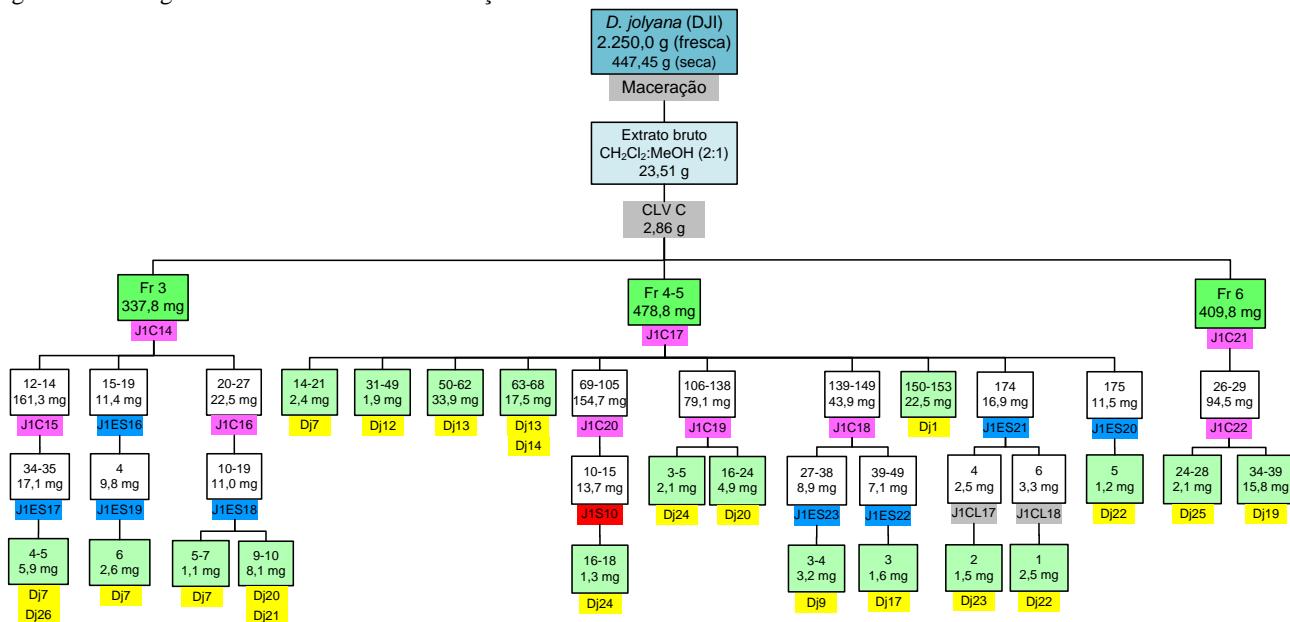 D. jolyana (DJI)
2.250,0 g (fresca)
447,45 g (seca)
Maceração
Extrato bruto
CH₂Cl₂:MeOH (2:1)
23,51 g
CLV C
2,86 g
Fr 3
337,8 mg
J1C14
Fr 4-5
478,8 mg
J1C17
Fr 6
409,8 mg
J1C21
12-14
161,3 mg
J1C15
15-19
11,4 mg
J1ES16
20-27
22,5 mg
J1C16
14-21
2,4 mg
Dj7
31-49
1,9 mg
Dj12
50-62
33,9 mg
Dj13
63-68
17,5 mg
Dj13
Dj14
69-105
154,7 mg
J1C20
106-138
79,1 mg
J1C19
139-149
43,9 mg
J1C18
150-153
22,5 mg
Dj1
174
16,9 mg
J1ES21
175
11,5 mg
J1ES20
26-29
94,5 mg
J1C22
34-35
17,1 mg
J1ES17
4
9,8 mg
J1ES19
10-19
11,0 mg
J1ES18
10-15
13,7 mg
J1S10
3-5
2,1 mg
Dj24
16-24
4,9 mg
Dj20
27-38
8,9 mg
J1ES23
39-49
7,1 mg
J1ES22
4
2,5 mg
J1CL17
6
3,3 mg
J1CL18
5
1,2 mg
Dj22
24-28
2,1 mg
Dj25
34-39
15,8 mg
Dj19
4-5
5,9 mg
Dj7
Dj26
6
2,6 mg
Dj7
5-7
1,1 mg
Dj7
9-10
8,1 mg
Dj20
Dj21
16-18
1,3 mg
Dj24
3-4
3,2 mg
Dj9
3
1,6 mg
Dj17
2
1,5 mg
Dj23
1
2,5 mg
Dj22